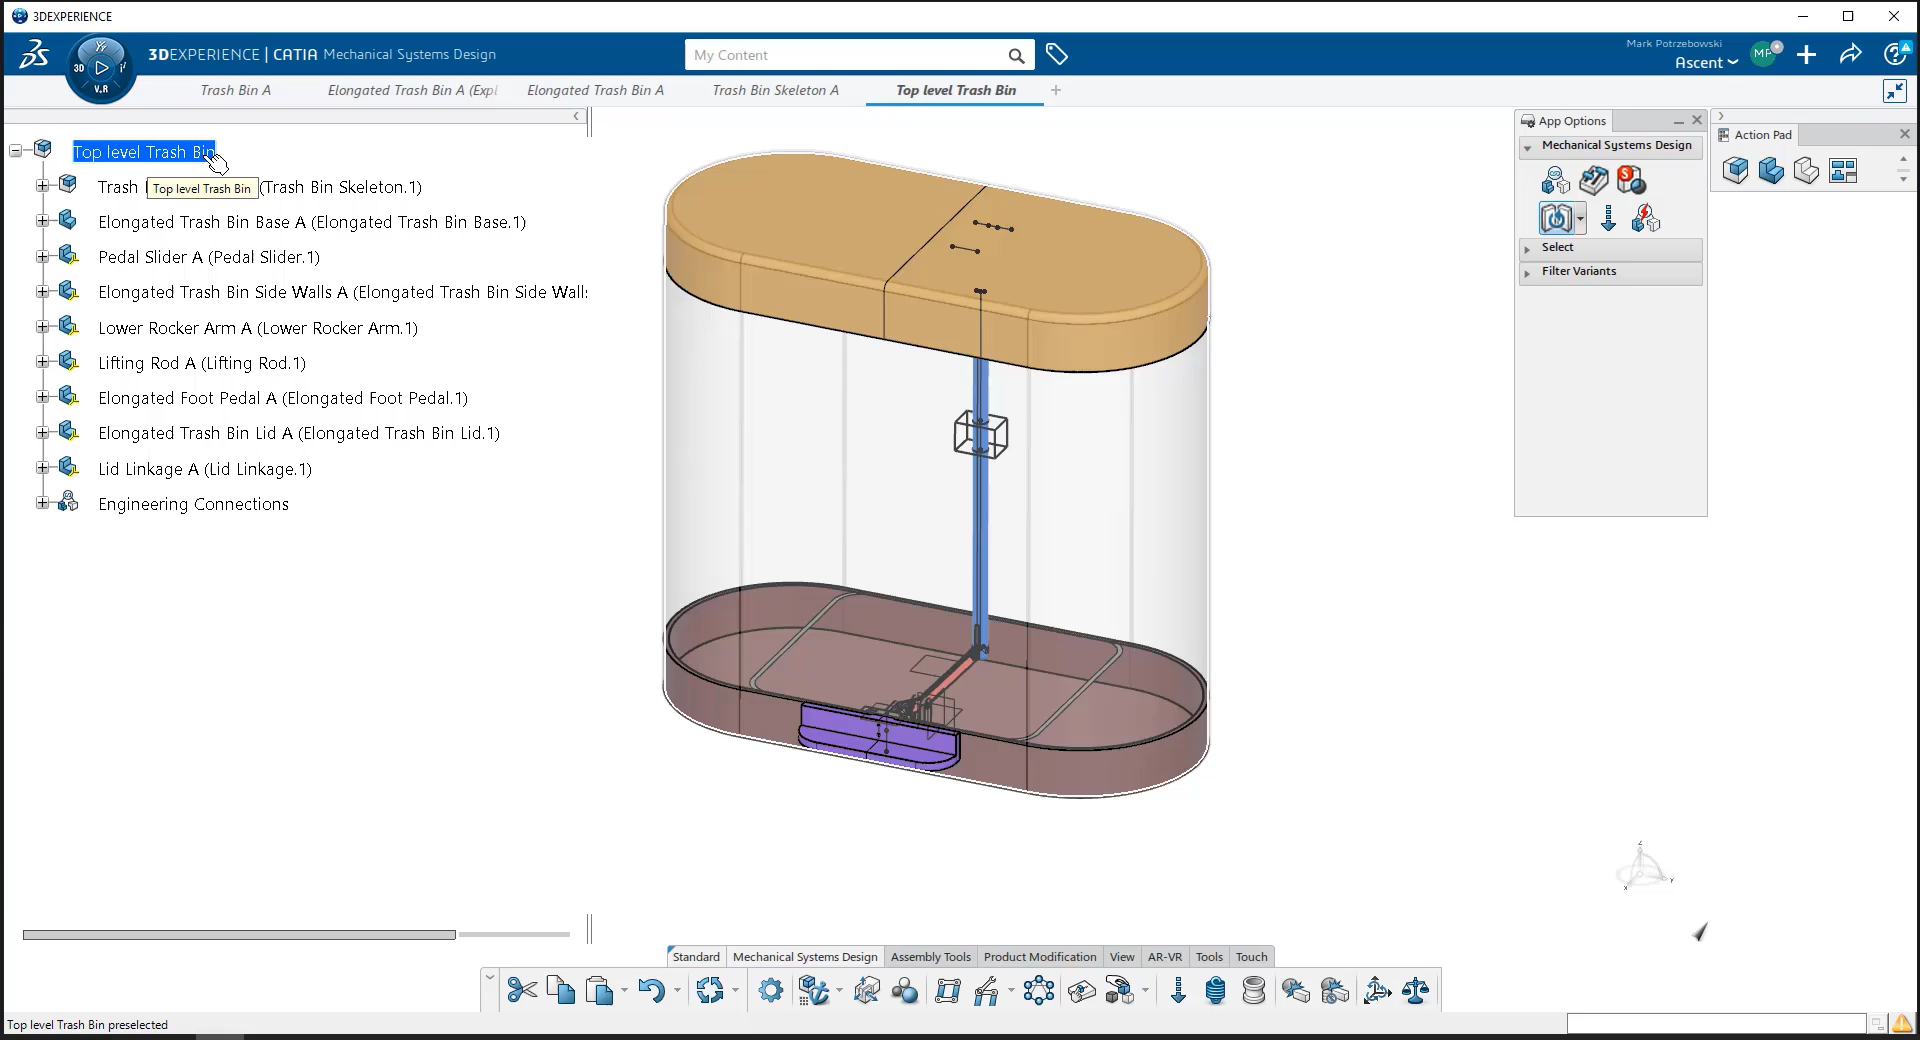 3DEXPERIENCE
3DEXPERIENCE | CATIA Mechanical Systems Design
My Content
Mark Potrzebowski
Ascent
MP
3D
V.R
Trash Bin A
Elongated Trash Bin A (Expl
Elongated Trash Bin A
Trash Bin Skeleton A
Top level Trash Bin
Top level Trash Bin
Trash
(Trash Bin Skeleton.1)
Top level Trash Bin
Elongated Trash Bin Base A (Elongated Trash Bin Base.1)
Pedal Slider A (Pedal Slider.1)
Elongated Trash Bin Side Walls A (Elongated Trash Bin Side Walls
Lower Rocker Arm A (Lower Rocker Arm.1)
Lifting Rod A (Lifting Rod.1)
Elongated Foot Pedal A (Elongated Foot Pedal.1)
Elongated Trash Bin Lid A (Elongated Trash Bin Lid.1)
Lid Linkage A (Lid Linkage.1)
Engineering Connections
App Options
Mechanical Systems Design
Select
Filter Variants
Action Pad
z
y
x
Standard
Mechanical Systems Design
Assembly Tools
Product Modification
View
AR-VR
Tools
Touch
Top level Trash Bin preselected